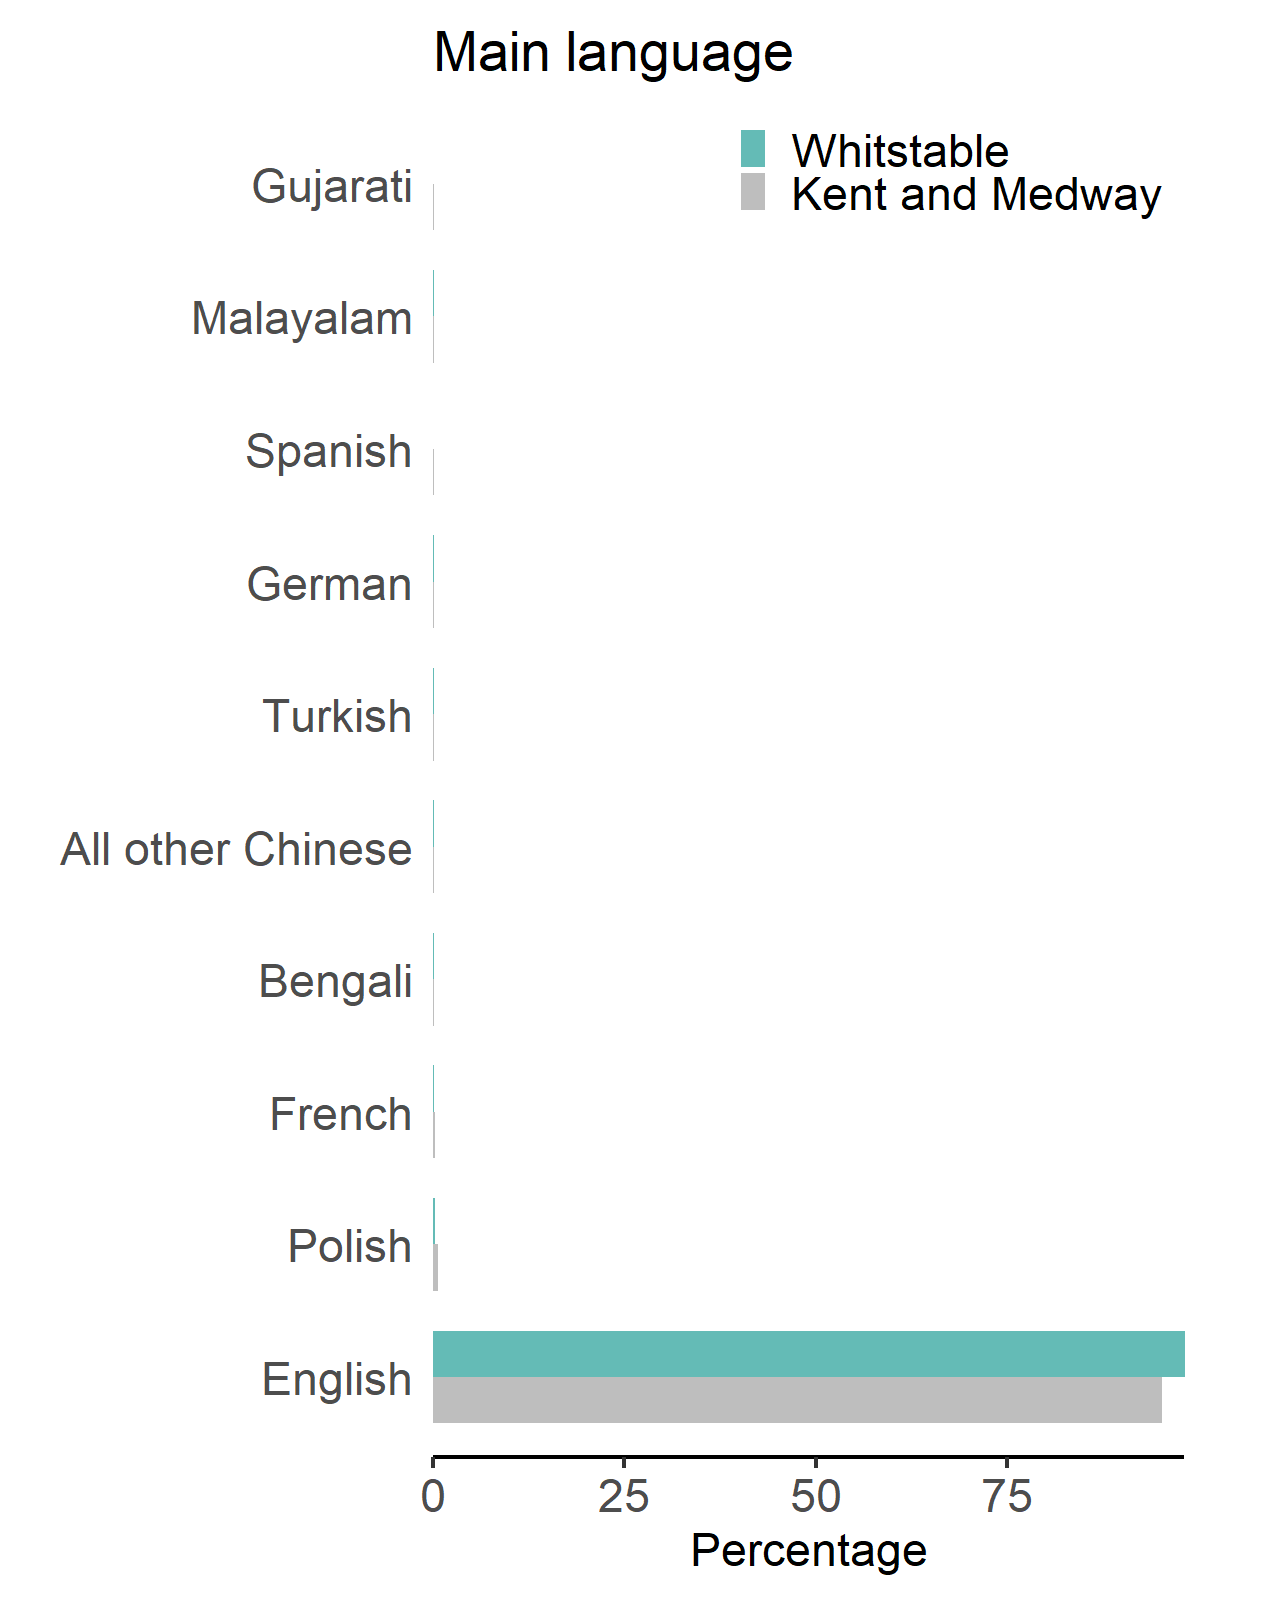 Main language
Whitstable
Kent and Medway
Gujarati
Malayalam
Spanish
German
Turkish
All other Chinese
Bengali
French
Polish
English
0 25 50 75
Percentage